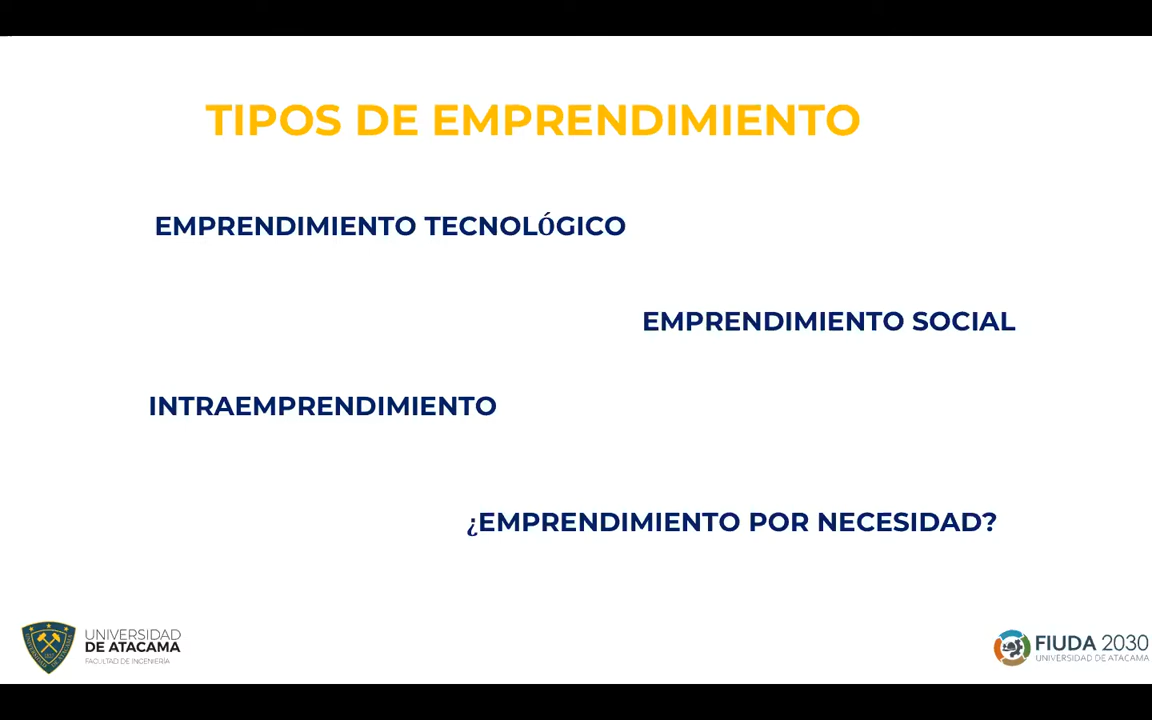 TIPOS DE EMPRENDIMIENTO
EMPRENDIMIENTO TECNOLÓGICO
EMPRENDIMIENTO SOCIAL
INTRAEMPRENDIMIENTO
¿EMPRENDIMIENTO POR NECESIDAD?
UNIVERSIDAD
DE ATACAMA
FACULTAD DE INGENIERÍA
FIUDA 2030
UNIVERSIDAD DE ATACAMA